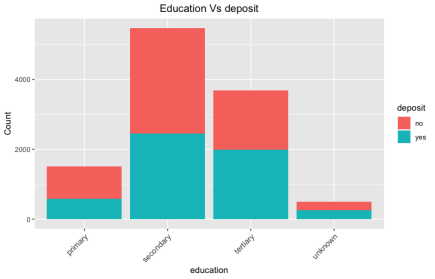 Education Vs deposit
Count
4000
2000
0
primary
secondary
tertiary
unknown
education
deposit
no
yes